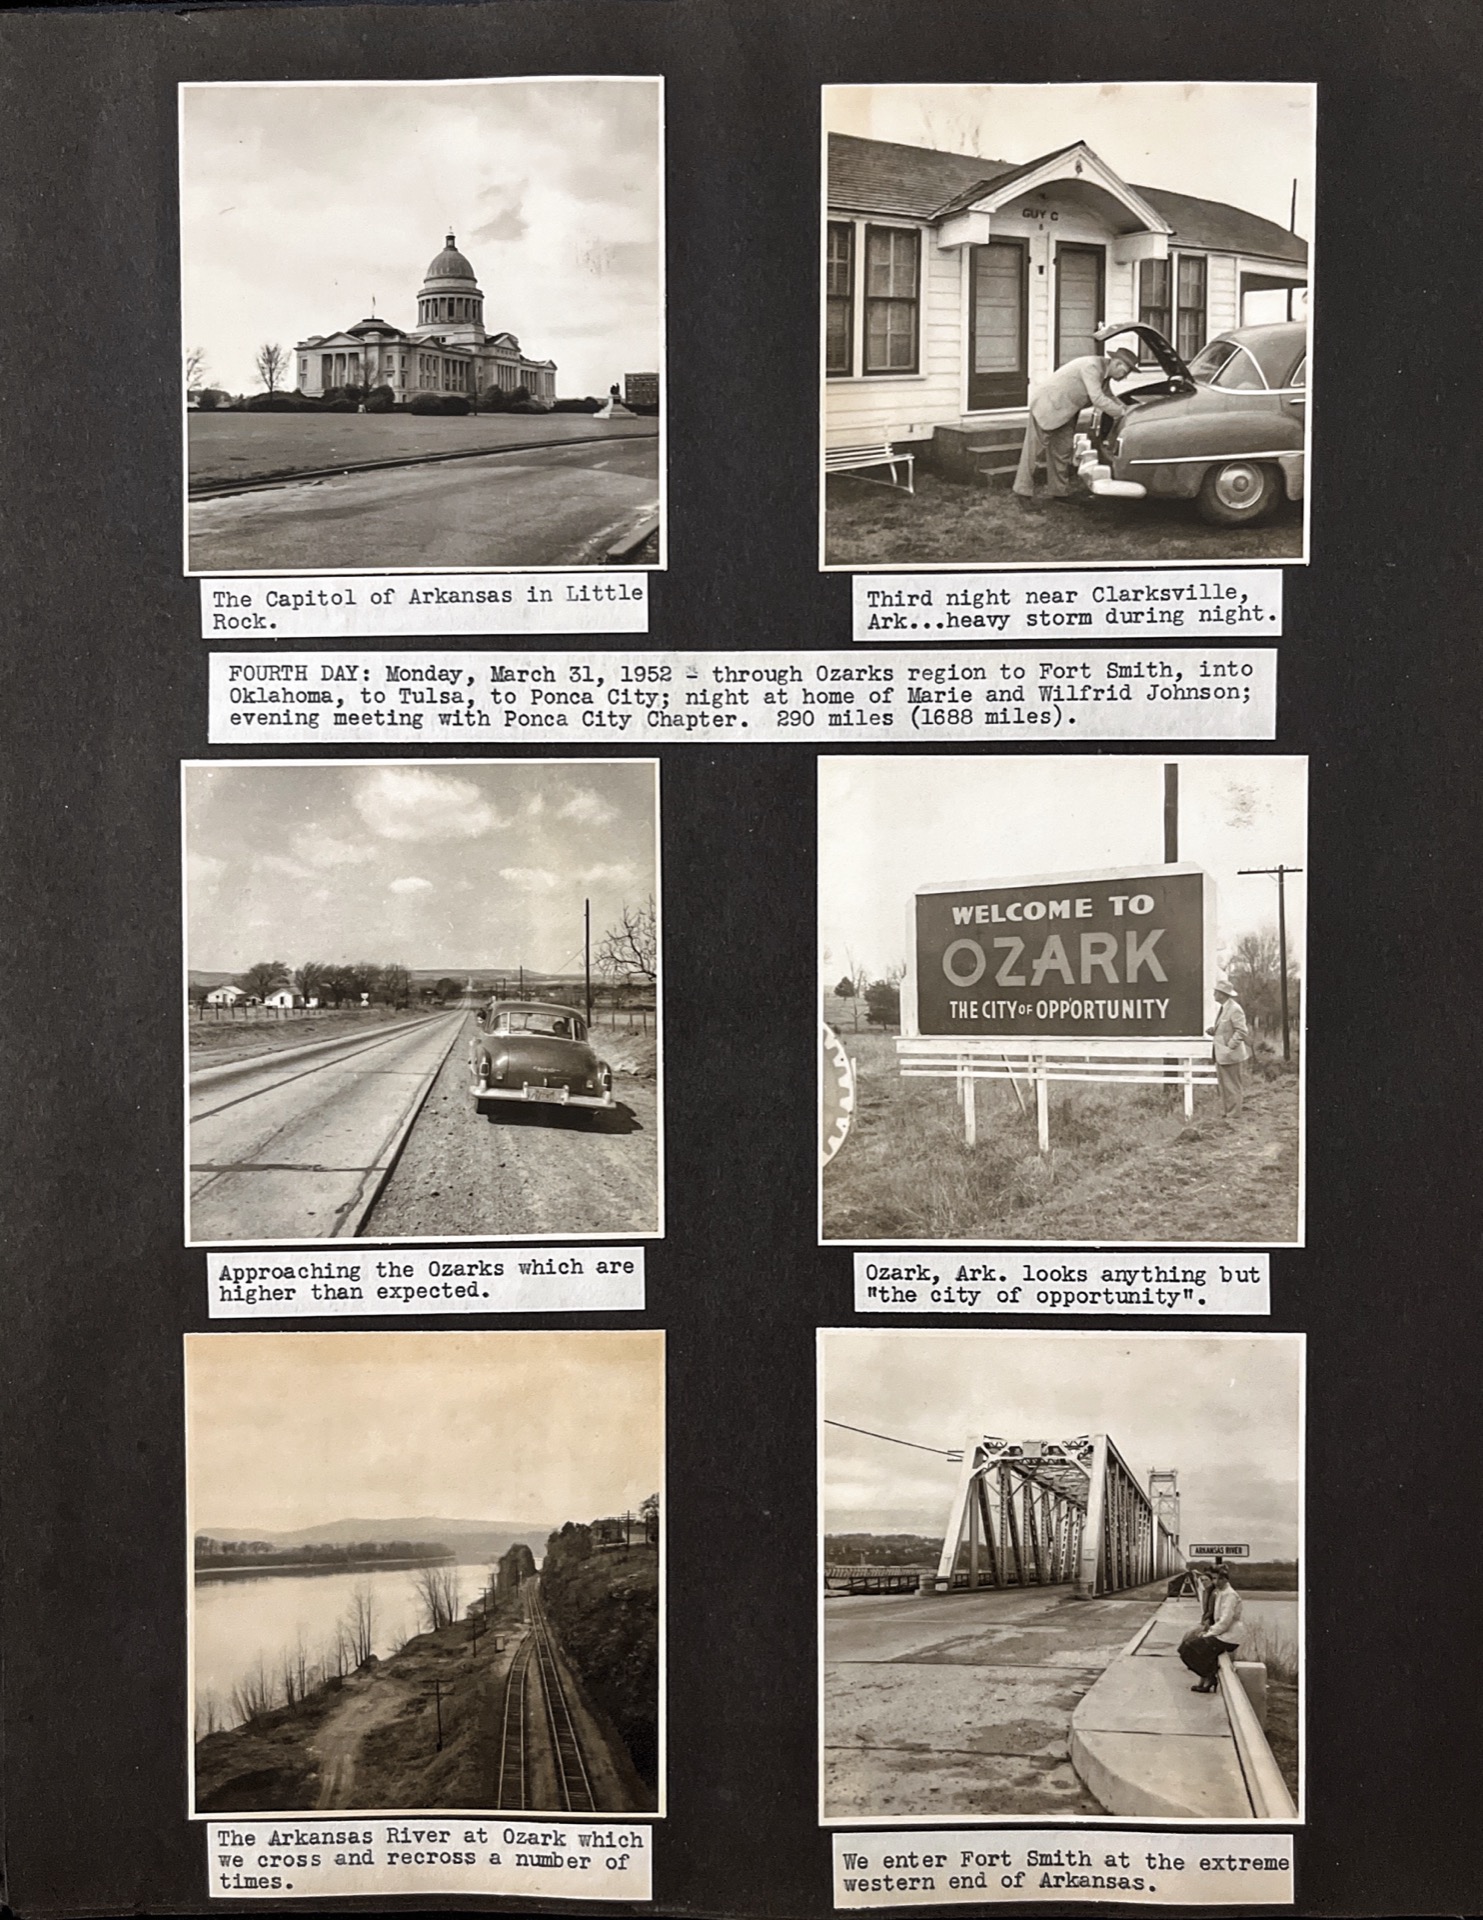 GUY C
8
The Capitol of Arkansas in Little
Rock.
Third night near Clarksville,
Ark...heavy storm during night.
FOURTH DAY: Monday, March 31, 1952 - through Ozarks region to Fort Smith, into
Oklahoma, to Tulsa, to Ponca City; night at home of Marie and Wilfrid Johnson;
evening meeting with Ponca City Chapter. 290 miles (1688 miles).
WELCOME TO
OZARK
THE CITY OF OPPORTUNITY
Approaching the Ozarks which are
higher than expected.
Ozark, Ark. looks anything but
"the city of opportunity".
ARKANSAS RIVER
The Arkansas River at Ozark which
we cross and recross a number of
times.
We enter Fort Smith at the extreme
western end of Arkansas.